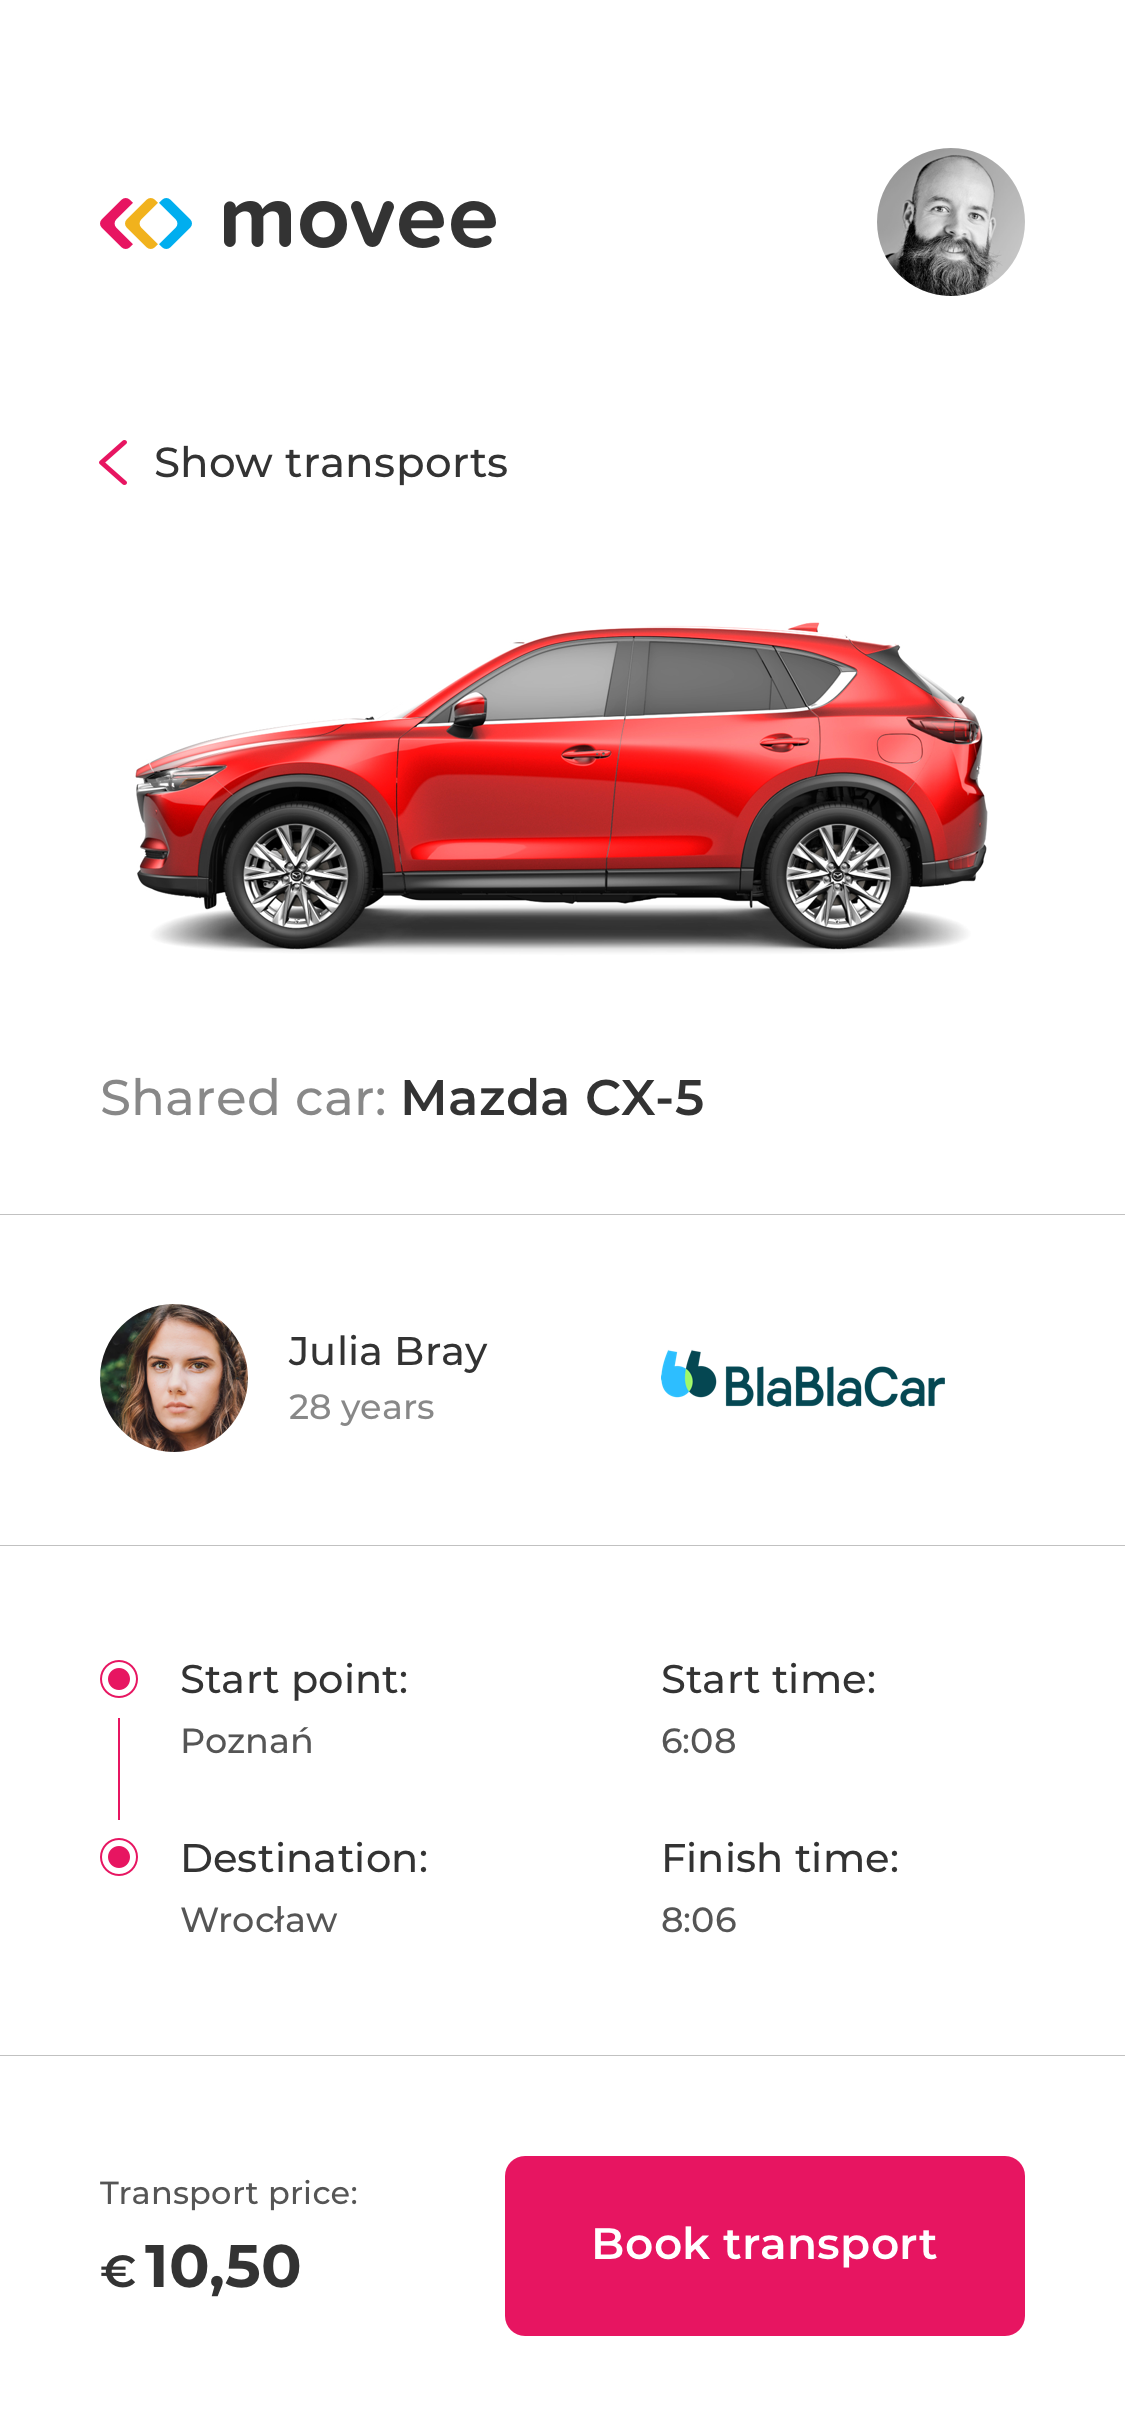 movee
Show transports
Shared car: Mazda CX-5
Julia Bray
28 years
BlaBlaCar
Start point:
Poznań
Start time:
6:08
Destination:
Wrocław
Finish time:
8:06
Transport price:
€ 10,50
Book transport